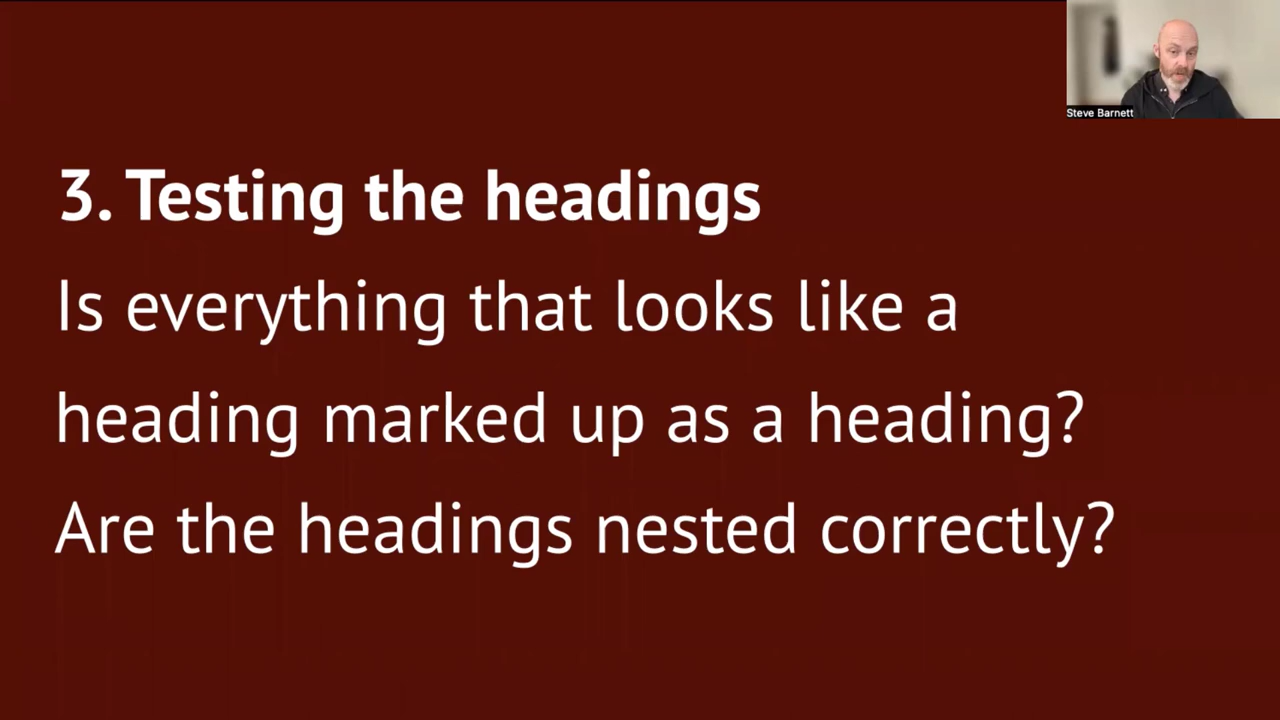 Steve Barnett
3. Testing the headings
Is everything that looks like a
heading marked up as a heading?
Are the headings nested correctly?